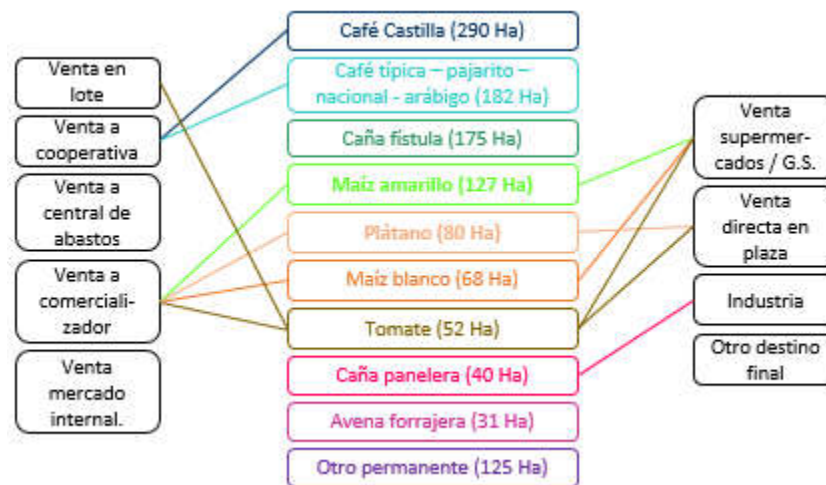 Venta en
lote
Venta a
cooperativa
Venta a
central de
abastos
Venta a
comerciali-
zador
Venta
mercado
internal.
Café Castilla (290 Ha)
Café típica – pajarito –
nacional - arábigo (182 Ha)
Caña fístula (175 Ha)
Maíz amarillo (127 Ha)
Plátano (80 Ha)
Maíz blanco (68 Ha)
Tomate (52 Ha)
Caña panelera (40 Ha)
Avena forrajera (31 Ha)
Otro permanente (125 Ha)
Venta
supermer-
cados / G.S.
Venta
directa en
plaza
Industria
Otro destino
final